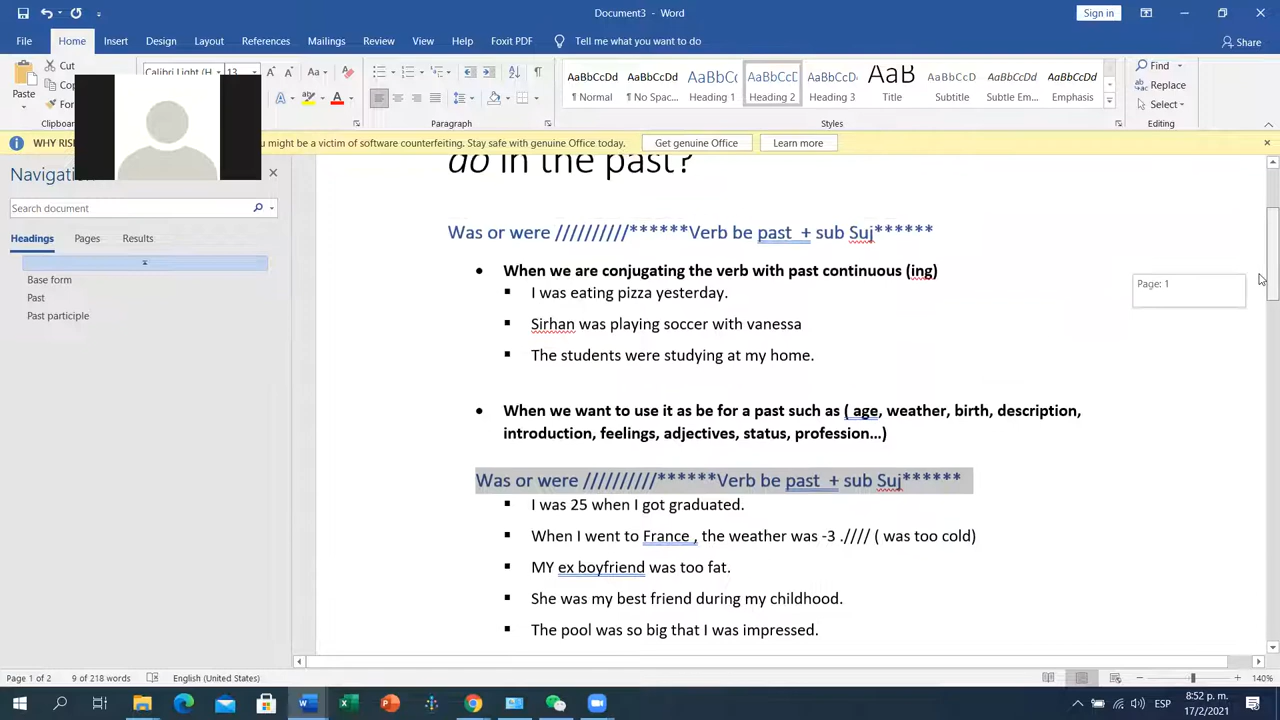 Document3 - Word
Sign in
File Home Insert Design Layout References Mailings Review View Help Foxit PDF Tell me what you want to do
Share
Paste
Cut
Copy
Calibri Light (H 13
AaBbCcDd AaBbCcDd AaBbCc AaBbCcD AaBbCcD AaB AaBbCcD AaBbCcDd AaBbCcDd
¶ Normal ¶ No Spac... Heading 1 Heading 2 Heading 3 Title Subtitle Subtle Em... Emphasis
Find
Replace
Select
Paragraph Styles Editing
WHY RIS
might be a victim of software counterfeiting. Stay safe with genuine Office today.
Get genuine Office
Learn more
Search document
Headings Pages Results
Base form
Past
Past participle
do in the past?
Was or were //////////******Verb be past + sub Suj******
• When we are conjugating the verb with past continuous (ing)
▪ I was eating pizza yesterday.
▪ Sirhan was playing soccer with vanessa
▪ The students were studying at my home.
• When we want to use it as be for a past such as ( age, weather, birth, description,
introduction, feelings, adjectives, status, profession...)
Was or were //////////******Verb be past + sub Suj******
▪ I was 25 when I got graduated.
▪ When I went to France , the weather was -3 .//// ( was too cold)
▪ MY ex boyfriend was too fat.
▪ She was my best friend during my childhood.
▪ The pool was so big that I was impressed.
Page: 1
Page 1 of 2 9 of 218 words English (United States) 140%
ESP
8:52 p. m.
17/2/2021